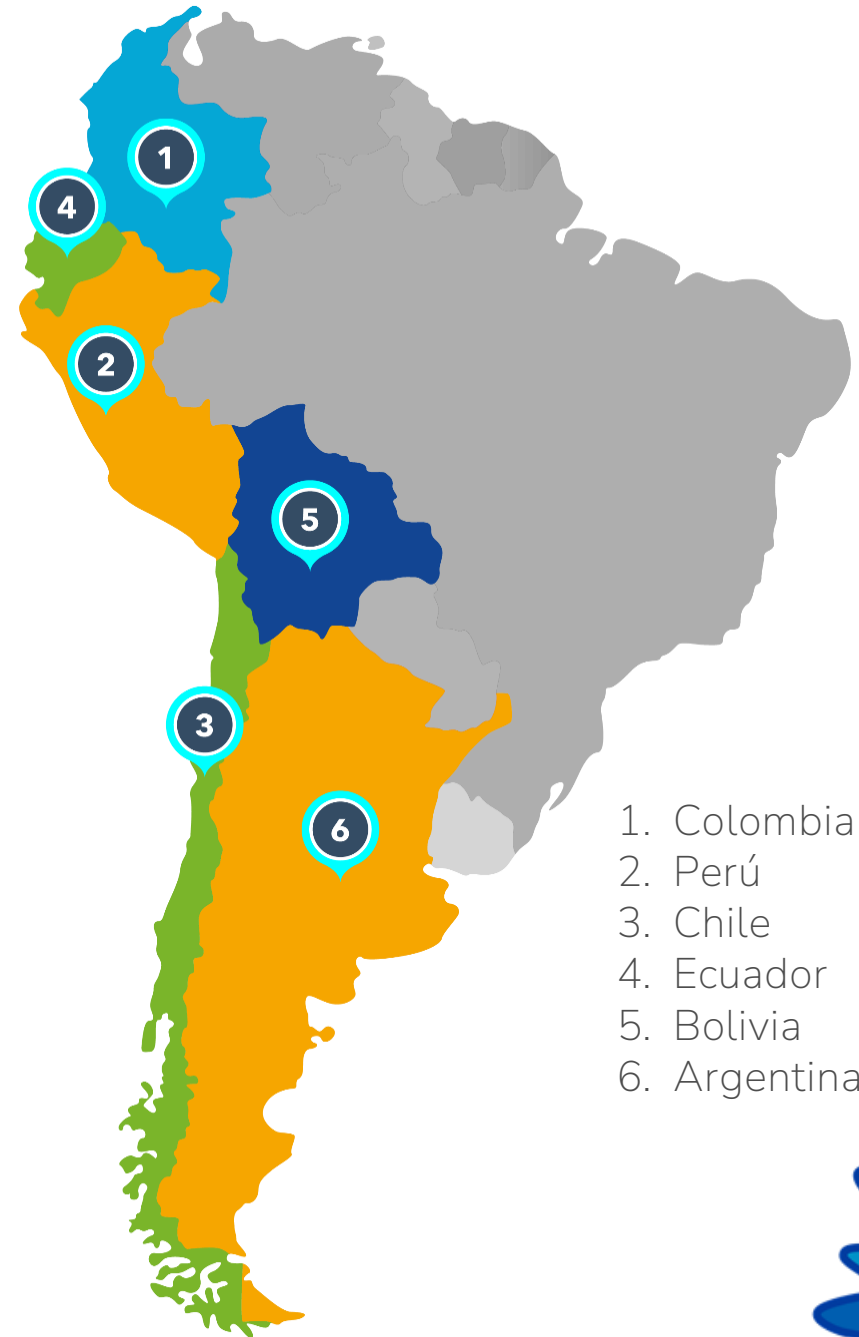 1
4
2
5
3
6
1. Colombia
2. Perú
3. Chile
4. Ecuador
5. Bolivia
6. Argentina